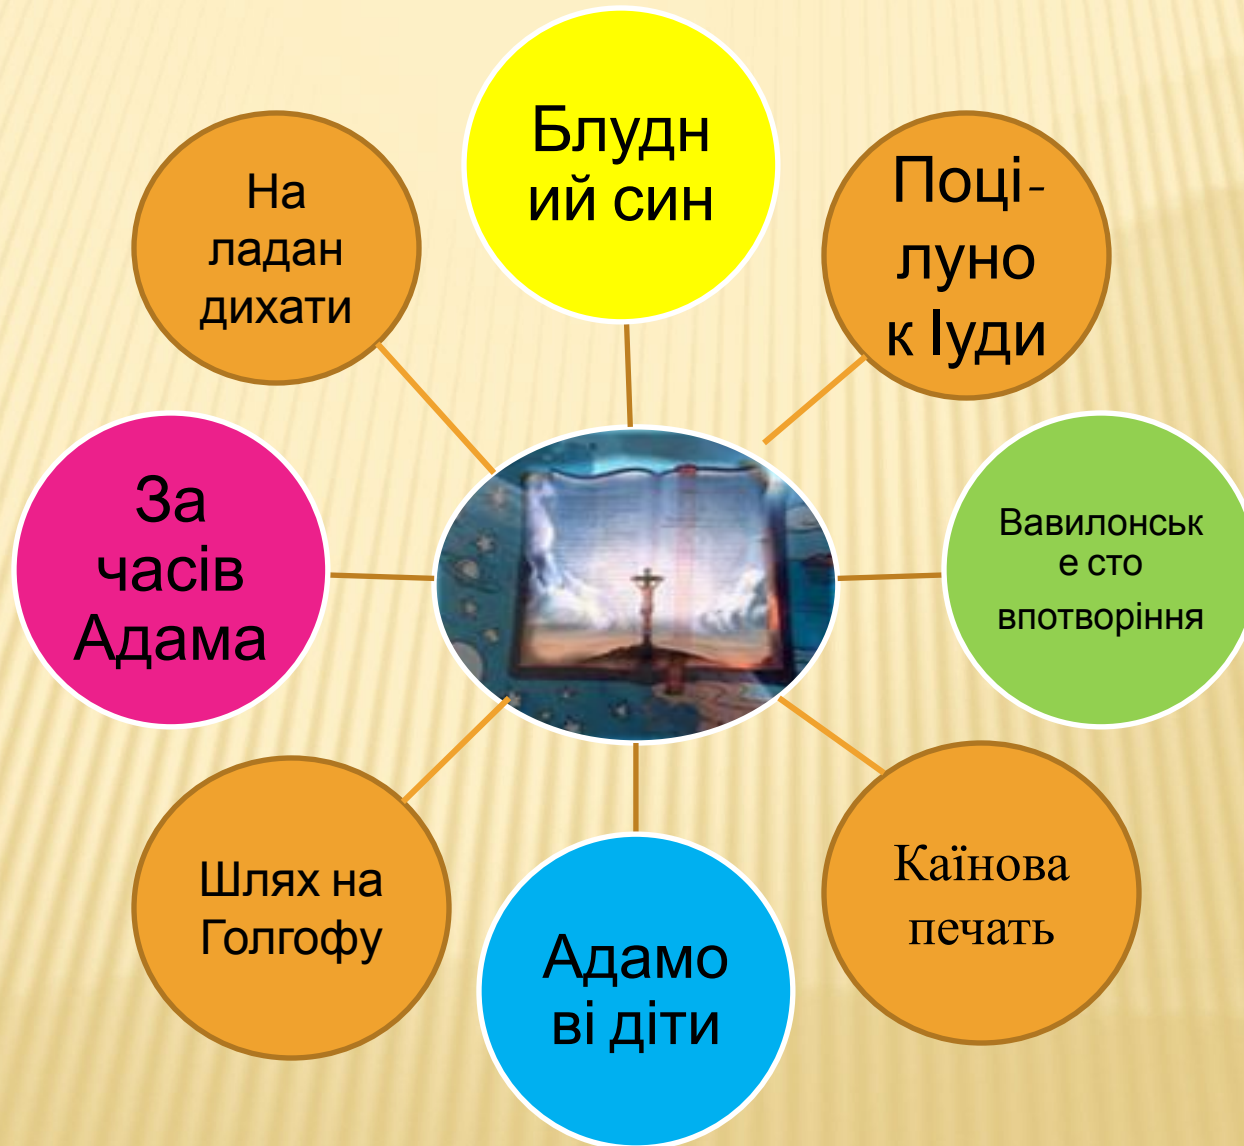 Блудн
ий син
Поці-
луно
к Іуди
Вавилонськ
е сто
впотворіння
Каїнова
печать
Адамо
ві діти
Шлях на
Голгофу
За
часів
Адама
На
ладан
дихати